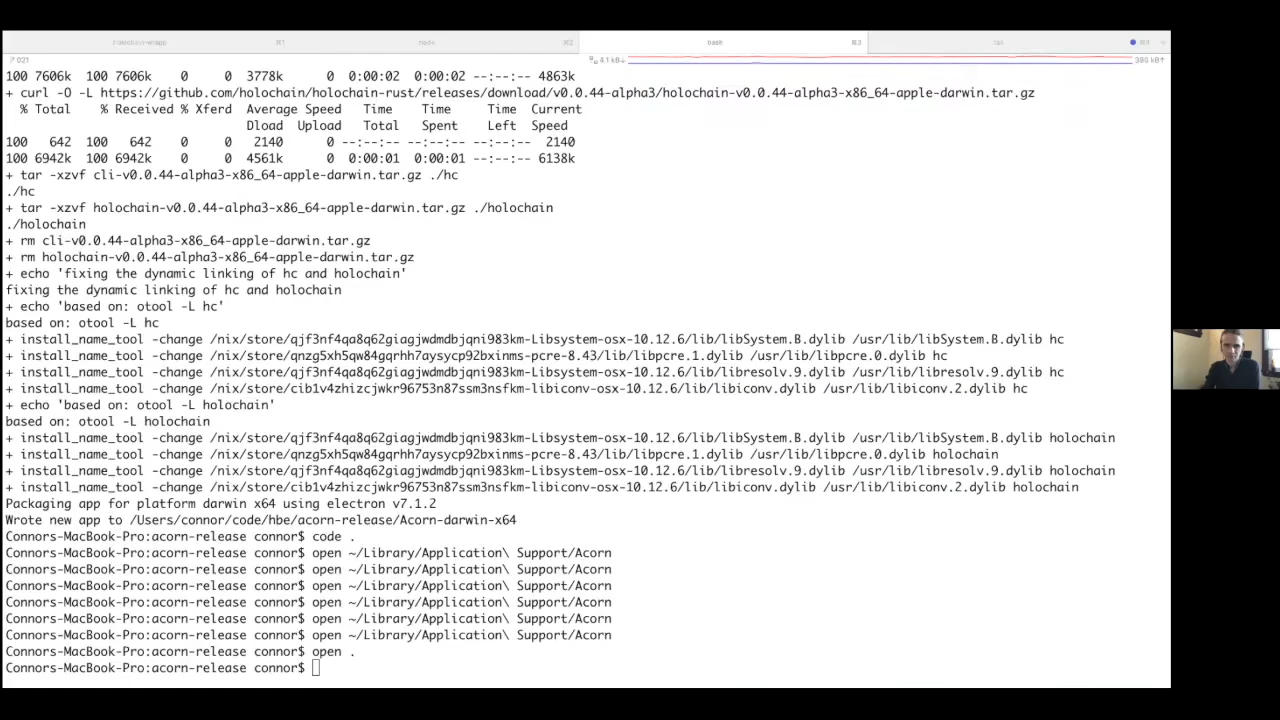 ⌘1
node
⌘2
bash
⌘3
021
4.1 kB↓
390 kB↑
100 7606k 100 7606k 0 0 3778k 0 0:00:02 0:00:02 --:--:-- 4863k
+ curl -O -L https://github.com/holochain/holochain-rust/releases/download/v0.0.44-alpha3/holochain-v0.0.44-alpha3-x86_64-apple-darwin.tar.gz
% Total % Received % Xferd Average Speed Time Time Time Current
Dload Upload Total Spent Left Speed
100 642 100 642 0 0 2140 0 --:--:-- --:--:-- --:--:-- 2140
100 6942k 100 6942k 0 0 4561k 0 0:00:01 0:00:01 --:--:-- 6138k
+ tar -xzvf cli-v0.0.44-alpha3-x86_64-apple-darwin.tar.gz ./hc
./hc
+ tar -xzvf holochain-v0.0.44-alpha3-x86_64-apple-darwin.tar.gz ./holochain
./holochain
+ rm cli-v0.0.44-alpha3-x86_64-apple-darwin.tar.gz
+ rm holochain-v0.0.44-alpha3-x86_64-apple-darwin.tar.gz
+ echo 'fixing the dynamic linking of hc and holochain'
fixing the dynamic linking of hc and holochain
+ echo 'based on: otool -L hc'
based on: otool -L hc
+ install_name_tool -change /nix/store/qjf3nf4qa8q62giagjwdmdbjqni983km-Libsystem-osx-10.12.6/lib/libSystem.B.dylib /usr/lib/libSystem.B.dylib hc
+ install_name_tool -change /nix/store/qnzg5xh5qw84gqrhh7aysycp92bxinms-pcre-8.43/lib/libpcre.1.dylib /usr/lib/libpcre.0.dylib hc
+ install_name_tool -change /nix/store/qjf3nf4qa8q62giagjwdmdbjqni983km-Libsystem-osx-10.12.6/lib/libresolv.9.dylib /usr/lib/libresolv.9.dylib hc
+ install_name_tool -change /nix/store/cib1v4zhizcjwkr96753n87ssm3nsfkm-libiconv-osx-10.12.6/lib/libiconv.dylib /usr/lib/libiconv.2.dylib hc
+ echo 'based on: otool -L holochain'
based on: otool -L holochain
+ install_name_tool -change /nix/store/qjf3nf4qa8q62giagjwdmdbjqni983km-Libsystem-osx-10.12.6/lib/libSystem.B.dylib /usr/lib/libSystem.B.dylib holochain
+ install_name_tool -change /nix/store/qnzg5xh5qw84gqrhh7aysycp92bxinms-pcre-8.43/lib/libpcre.1.dylib /usr/lib/libpcre.0.dylib holochain
+ install_name_tool -change /nix/store/qjf3nf4qa8q62giagjwdmdbjqni983km-Libsystem-osx-10.12.6/lib/libresolv.9.dylib /usr/lib/libresolv.9.dylib holochain
+ install_name_tool -change /nix/store/cib1v4zhizcjwkr96753n87ssm3nsfkm-libiconv-osx-10.12.6/lib/libiconv.dylib /usr/lib/libiconv.2.dylib holochain
Packaging app for platform darwin x64 using electron v7.1.2
Wrote new app to /Users/connor/code/hbe/acorn-release/Acorn-darwin-x64
Connors-MacBook-Pro:acorn-release connor$ code .
Connors-MacBook-Pro:acorn-release connor$ open ~/Library/Application\ Support/Acorn
Connors-MacBook-Pro:acorn-release connor$ open ~/Library/Application\ Support/Acorn
Connors-MacBook-Pro:acorn-release connor$ open ~/Library/Application\ Support/Acorn
Connors-MacBook-Pro:acorn-release connor$ open ~/Library/Application\ Support/Acorn
Connors-MacBook-Pro:acorn-release connor$ open ~/Library/Application\ Support/Acorn
Connors-MacBook-Pro:acorn-release connor$ open ~/Library/Application\ Support/Acorn
Connors-MacBook-Pro:acorn-release connor$ open .
Connors-MacBook-Pro:acorn-release connor$